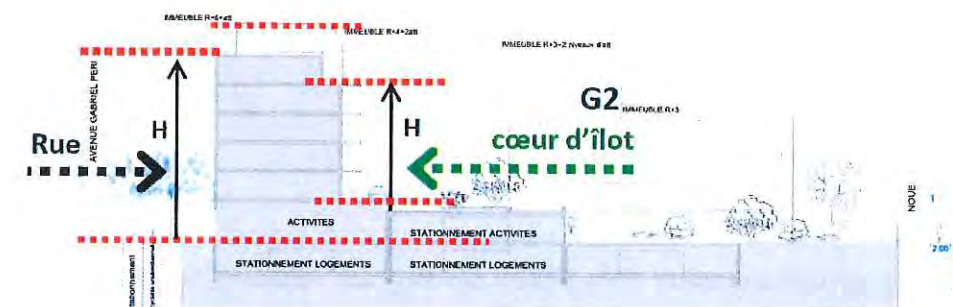 IMMEUBLE R+6+att
IMMEUBLE R+4+2att
IMMEUBLE R+3+2 Niveaux d'att
G2
IMMEUBLE R+3
AVENUE GABRIEL PERI
H
H
Rue
cœur d'îlot
ACTIVITES
STATIONNEMENT ACTIVITES
STATIONNEMENT LOGEMENTS
STATIONNEMENT LOGEMENTS
NOUE